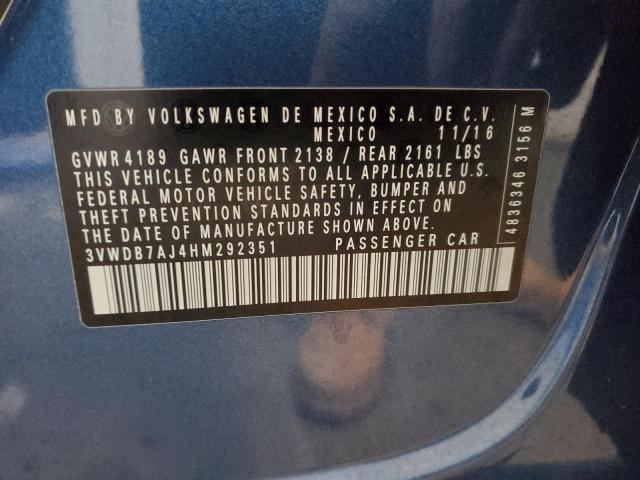 MFD BY VOLKSWAGEN DE MEXICO S.A. DE C.V.
MEXICO 11/16
GVWR 4189 GAWR FRONT 2138 / REAR 2161 LBS
THIS VEHICLE CONFORMS TO ALL APPLICABLE U.S.
FEDERAL MOTOR VEHICLE SAFETY, BUMPER AND
THEFT PREVENTION STANDARDS IN EFFECT ON
THE DATE OF MANUFACTURE SHOWN ABOVE.
3VWDB7AJ4HM292351 PASSENGER CAR
4836346 3156 M